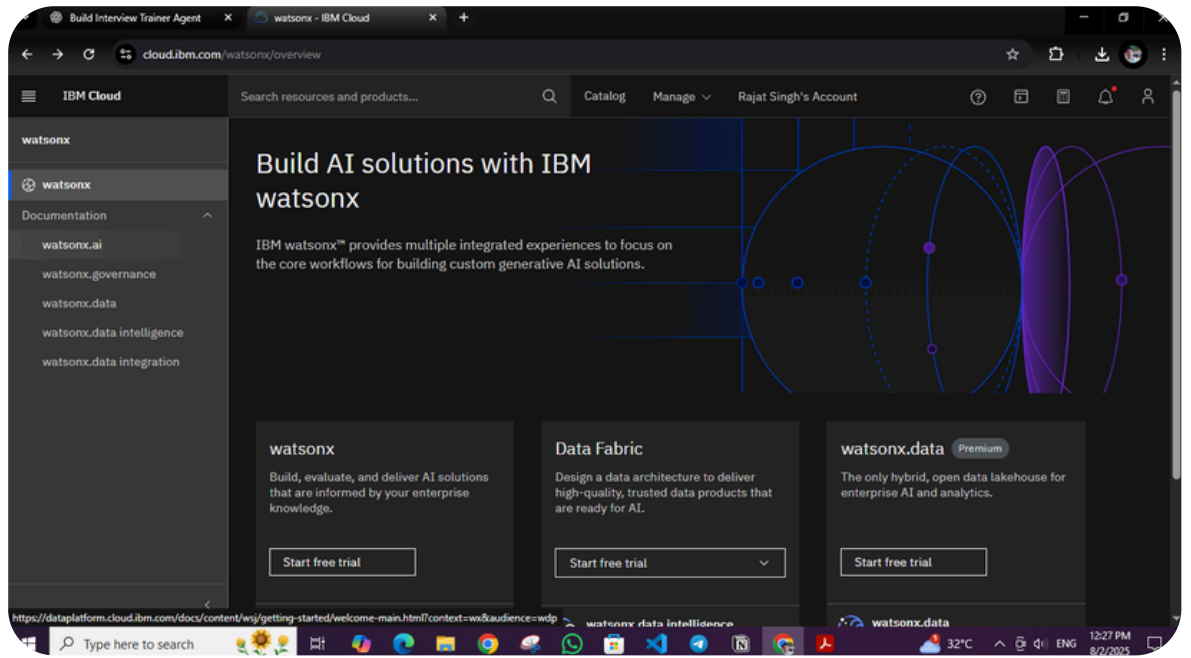 Build Interview Trainer Agent
watsonx - IBM Cloud
cloud.ibm.com/watsonx/overview
IBM Cloud
Search resources and products...
Catalog
Manage
Rajat Singh's Account
watsonx
watsonx
Documentation
watsonx.ai
watsonx.governance
watsonx.data
watsonx.data intelligence
watsonx.data integration
Build AI solutions with IBM
watsonx
IBM watsonx™ provides multiple integrated experiences to focus on
the core workflows for building custom generative AI solutions.
watsonx
Build, evaluate, and deliver AI solutions
that are informed by your enterprise
knowledge.
Start free trial
Data Fabric
Design a data architecture to deliver
high-quality, trusted data products that
are ready for AI.
Start free trial
watsonx.data Premium
The only hybrid, open data lakehouse for
enterprise AI and analytics.
Start free trial
watsonx.data intelligence
watsonx.data
https://dataplatform.cloud.ibm.com/docs/content/wsj/getting-started/welcome-main.html?context=wx&audience=wdp
Type here to search
32°C
ENG
12:27 PM
8/2/2025